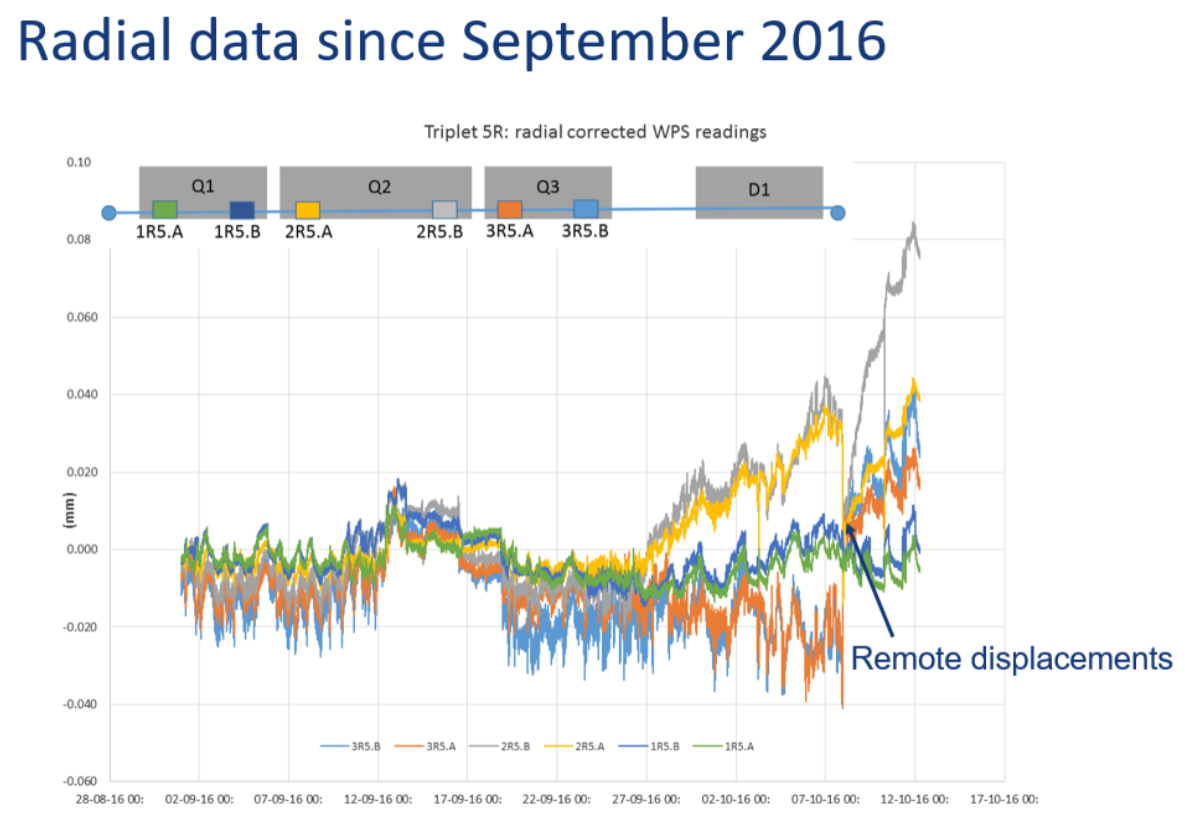 Radial data since September 2016
Triplet 5R: radial corrected WPS readings
0.10
Q1 Q2 Q3 D1
1R5.A 1R5.B 2R5.A 2R5.B 3R5.A 3R5.B
0.08
0.060
0.040
0.020
(mm)
0.000
-0.020
Remote displacements
-0.040
3R5.B 3R5.A 2R5.B 2R5.A 1R5.B 1R5.A
-0.060
28-08-16 00: 02-09-16 00: 07-09-16 00: 12-09-16 00: 17-09-16 00: 22-09-16 00: 27-09-16 00: 02-10-16 00: 07-10-16 00: 12-10-16 00: 17-10-16 00: